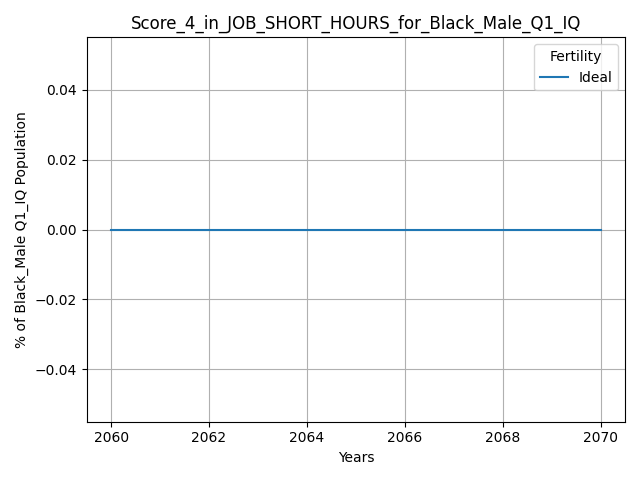 Score_4_in_JOB_SHORT_HOURS_for_Black_Male_Q1_IQ
Fertility
Ideal
% of Black_Male Q1_IQ Population
0.04
0.02
0.00
−0.02
−0.04
2060 2062 2064 2066 2068 2070
Years